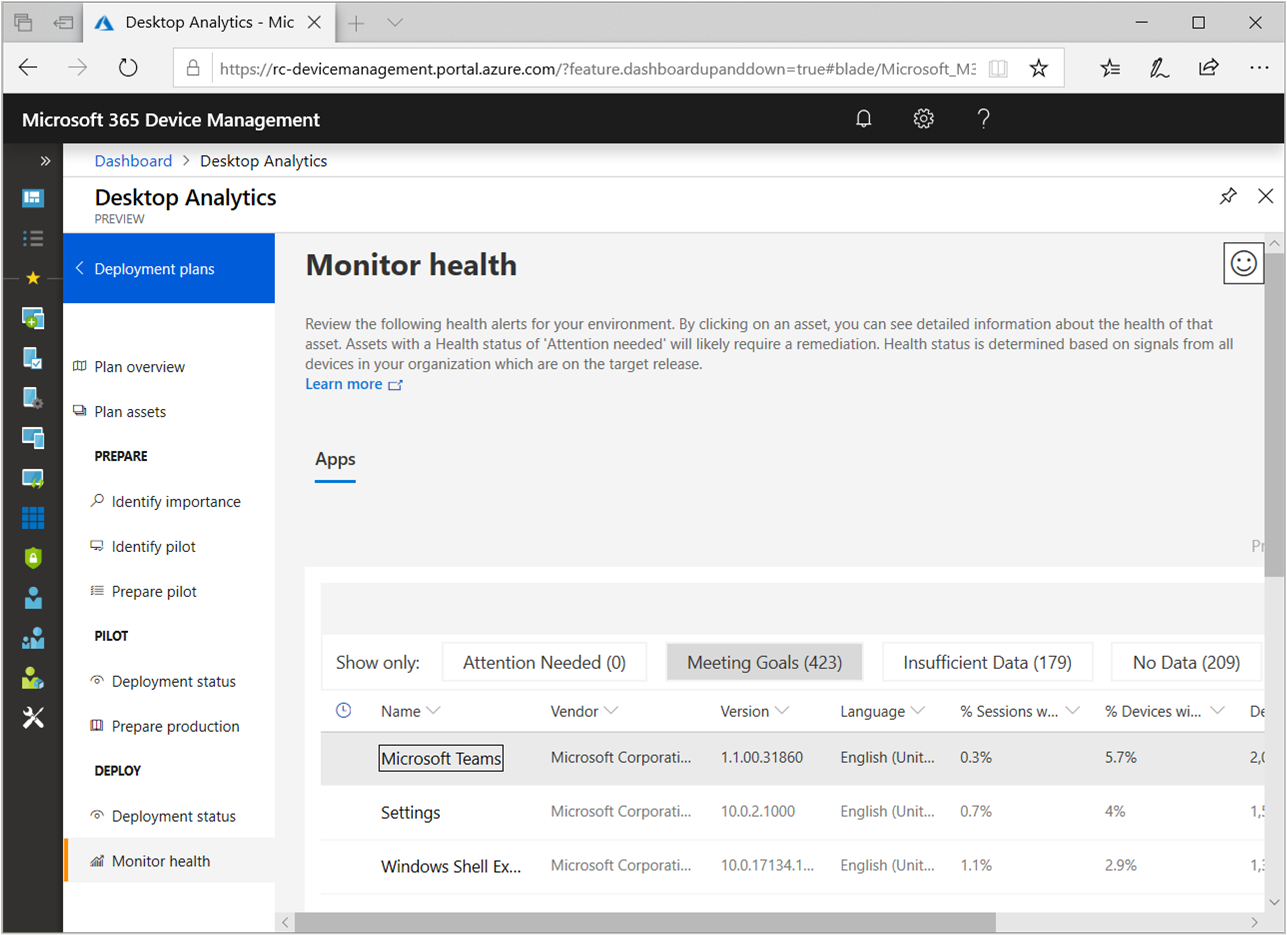 Desktop Analytics - Mic
https://rc-devicemanagement.portal.azure.com/?feature.dashboardupanddown=true#blade/Microsoft_M3
Microsoft 365 Device Management
Dashboard > Desktop Analytics
Desktop Analytics
PREVIEW
Deployment plans
Plan overview
Plan assets
PREPARE
Identify importance
Identify pilot
Prepare pilot
PILOT
Deployment status
Prepare production
DEPLOY
Deployment status
Monitor health
Monitor health
Review the following health alerts for your environment. By clicking on an asset, you can see detailed information about the health of that
asset. Assets with a Health status of 'Attention needed' will likely require a remediation. Health status is determined based on signals from all
devices in your organization which are on the target release.
Learn more
Apps
Pr
Show only: Attention Needed (0) Meeting Goals (423) Insufficient Data (179) No Data (209)
Name Vendor Version Language % Sessions w... % Devices wi... De
Microsoft Teams Microsoft Corporati... 1.1.00.31860 English (Unit... 0.3% 5.7% 2,0
Settings Microsoft Corporati... 10.0.2.1000 English (Unit... 0.7% 4% 1,5
Windows Shell Ex... Microsoft Corporati... 10.0.17134.1... English (Unit... 1.1% 2.9% 1,3